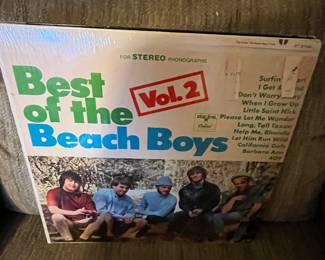 FOR STEREO PHONOGRAPHS
Best
of the
Beach Boys
Vol. 2
Surfin'
I Get A
Don't Worry
When I Grow Up
Little Saint Nick
Please Let Me Wonder
Long, Tall Texan
Help Me, Rhonda
Let Him Run Wild
California Girls
Barbara Ann
409